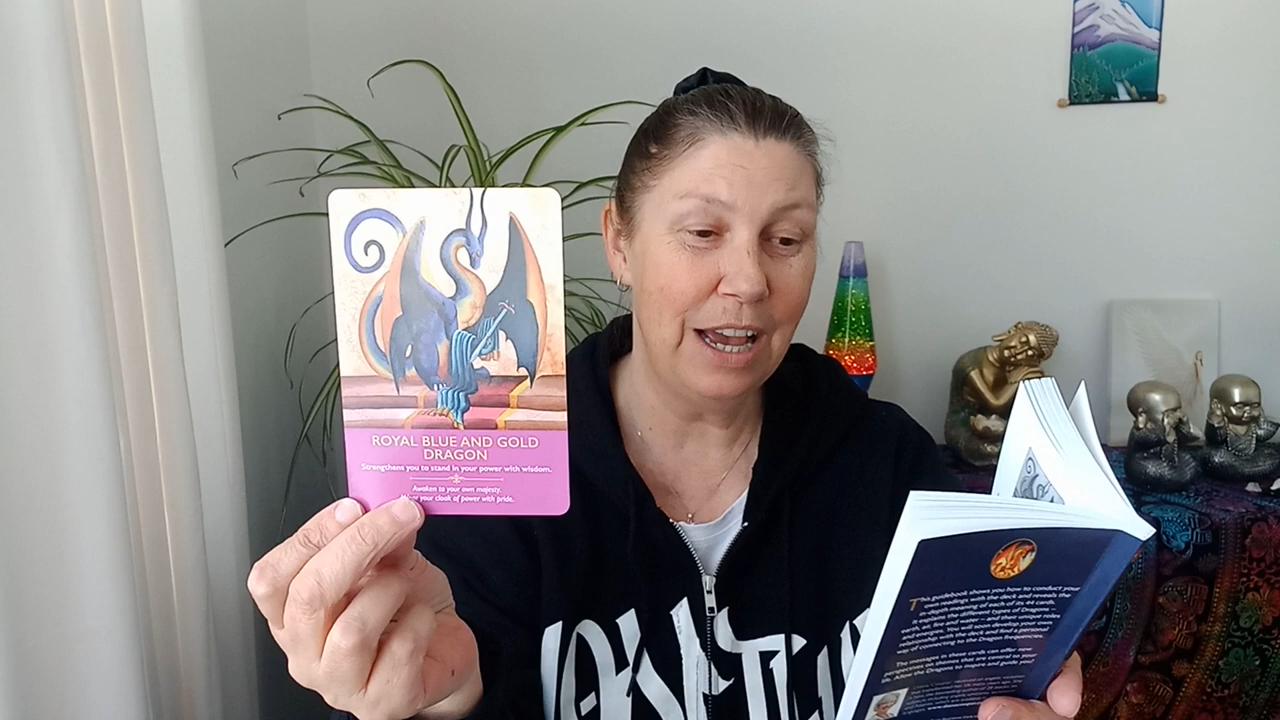 ROYAL BLUE AND GOLD
DRAGON
Strengthens you to stand in your power with wisdom.
Awaken to your own majesty.
your cloak of power with pride.
This guidebook shows you how to conduct your
own readings with the deck and reveals the
in-depth meaning of each of its 44 cards.
It explains the different types of Dragons –
earth, air, fire and water – and their unique roles
and energies. You will soon develop your own
relationship with the deck and find a personal
way of connecting to the Dragon frequencies.
The messages in these cards can offer new
perspectives on themes that are central to your
life. Allow the Dragons to inspire and guide you!